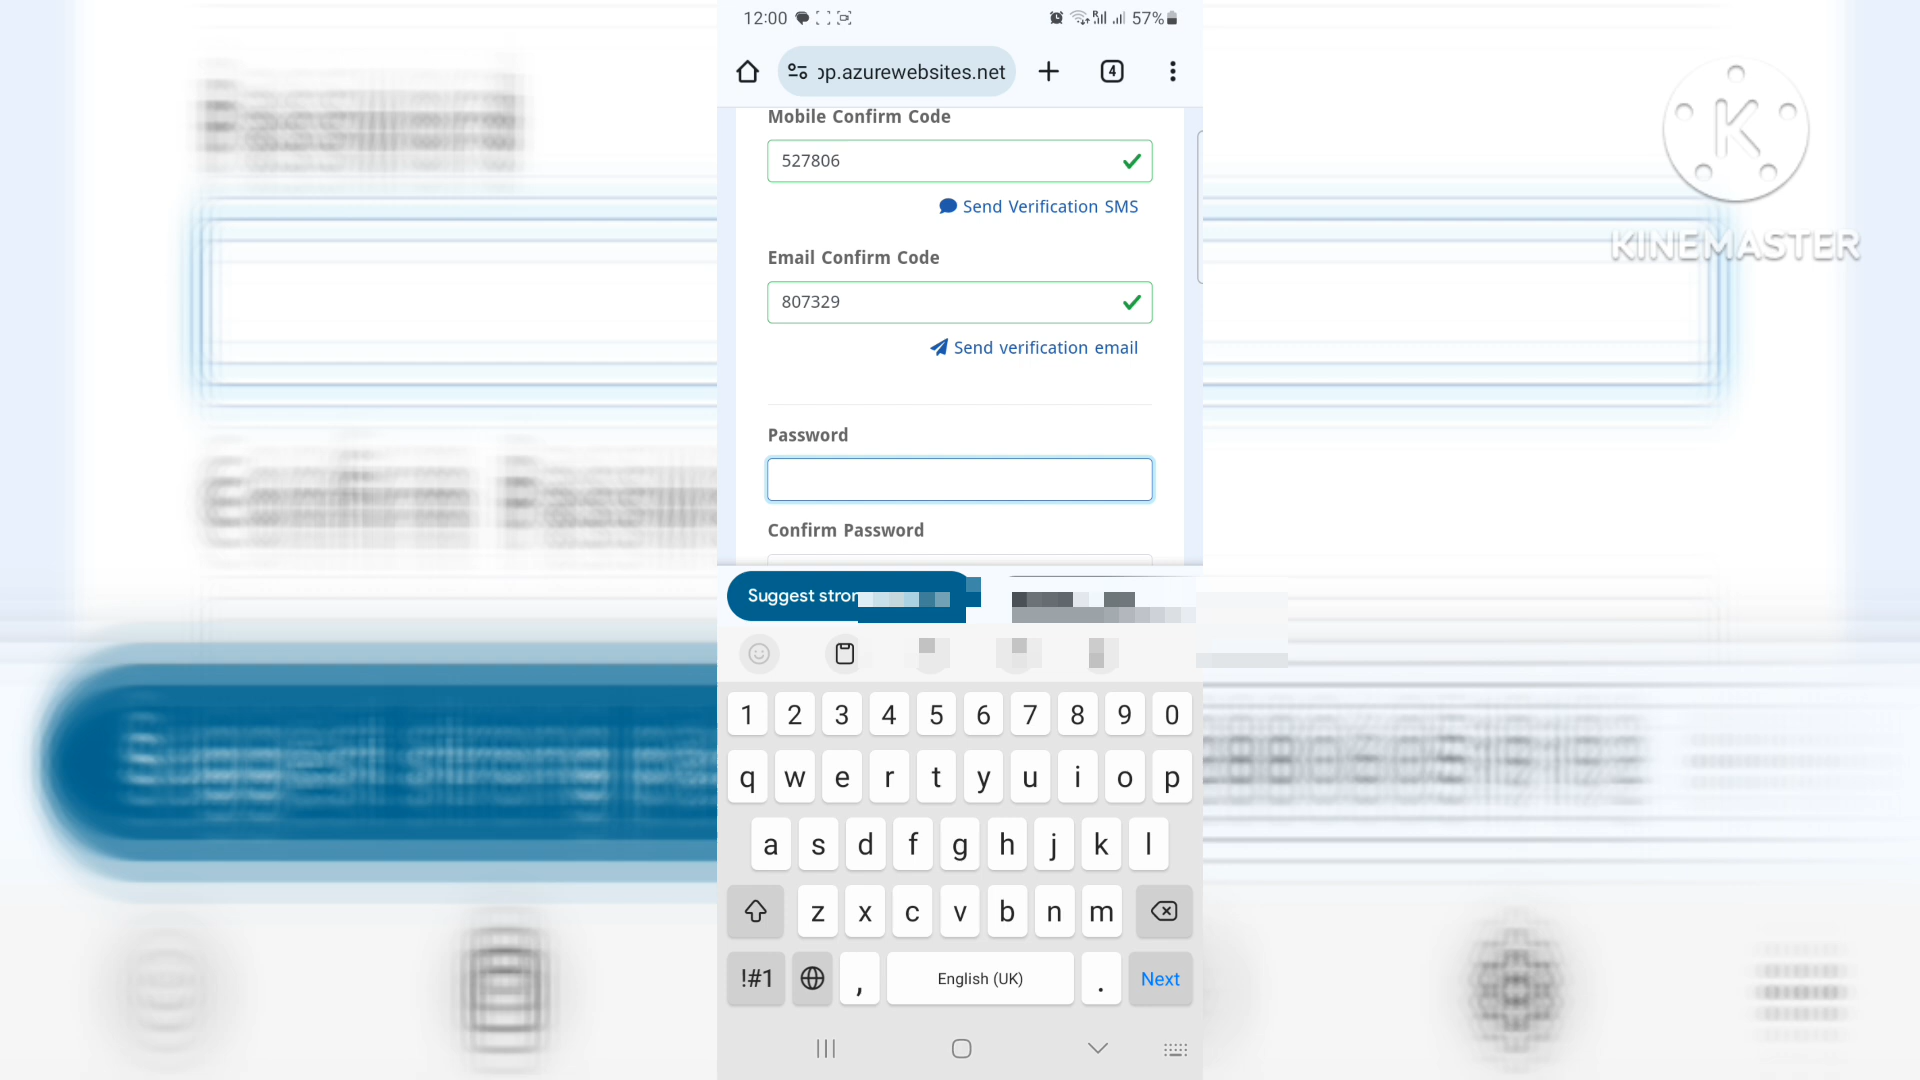 12:00
R
57%
pp.azurewebsites.net
4
Mobile Confirm Code
527806
Send Verification SMS
Email Confirm Code
807329
Send verification email
Password
Confirm Password
Suggest stron
1 2 3 4 5 6 7 8 9 0
q w e r t y u i o p
a s d f g h j k l
z x c v b n m
!#1 , English (UK) . Next
K
KINEMASTER